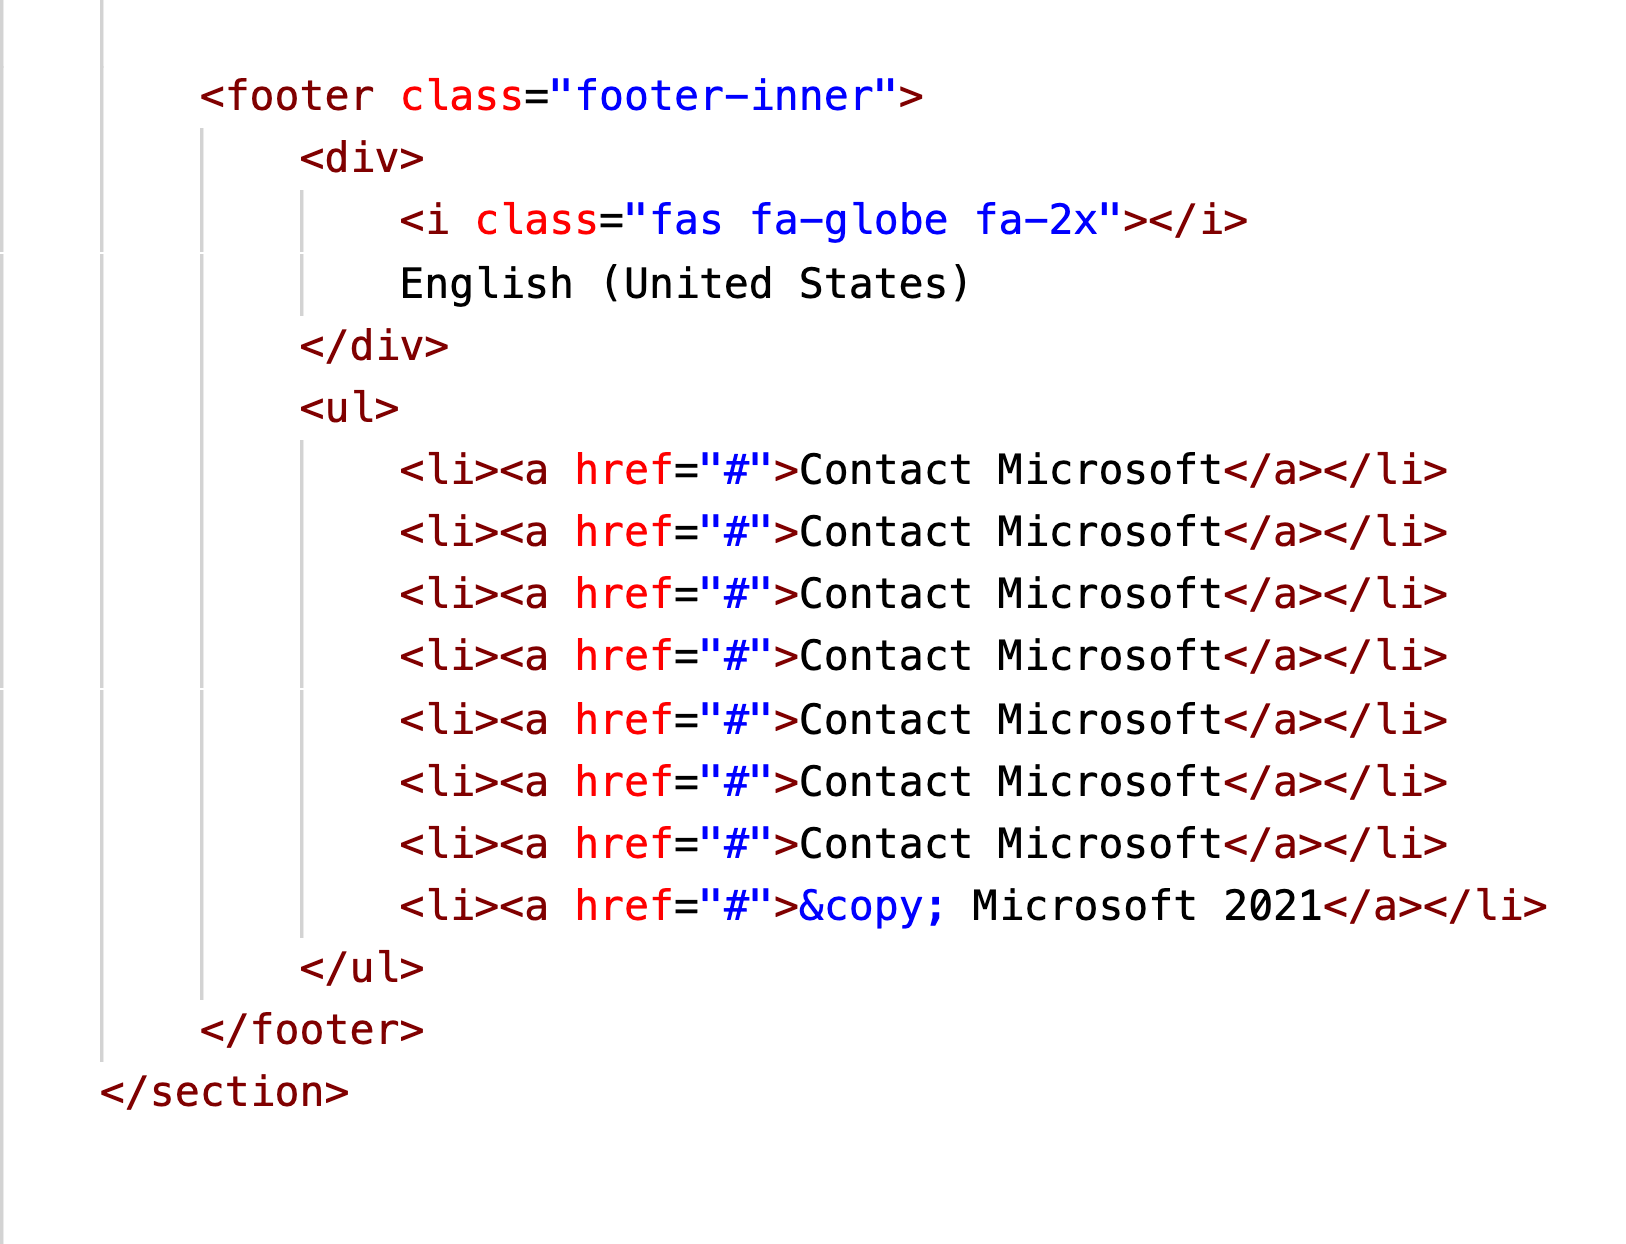 <footer class="footer-inner">
<div>
<i class="fas fa-globe fa-2x"></i>
English (United States)
</div>
<ul>
<li><a href="#">Contact Microsoft</a></li>
<li><a href="#">Contact Microsoft</a></li>
<li><a href="#">Contact Microsoft</a></li>
<li><a href="#">Contact Microsoft</a></li>
<li><a href="#">Contact Microsoft</a></li>
<li><a href="#">Contact Microsoft</a></li>
<li><a href="#">Contact Microsoft</a></li>
<li><a href="#">&copy; Microsoft 2021</a></li>
</ul>
</footer>
</section>